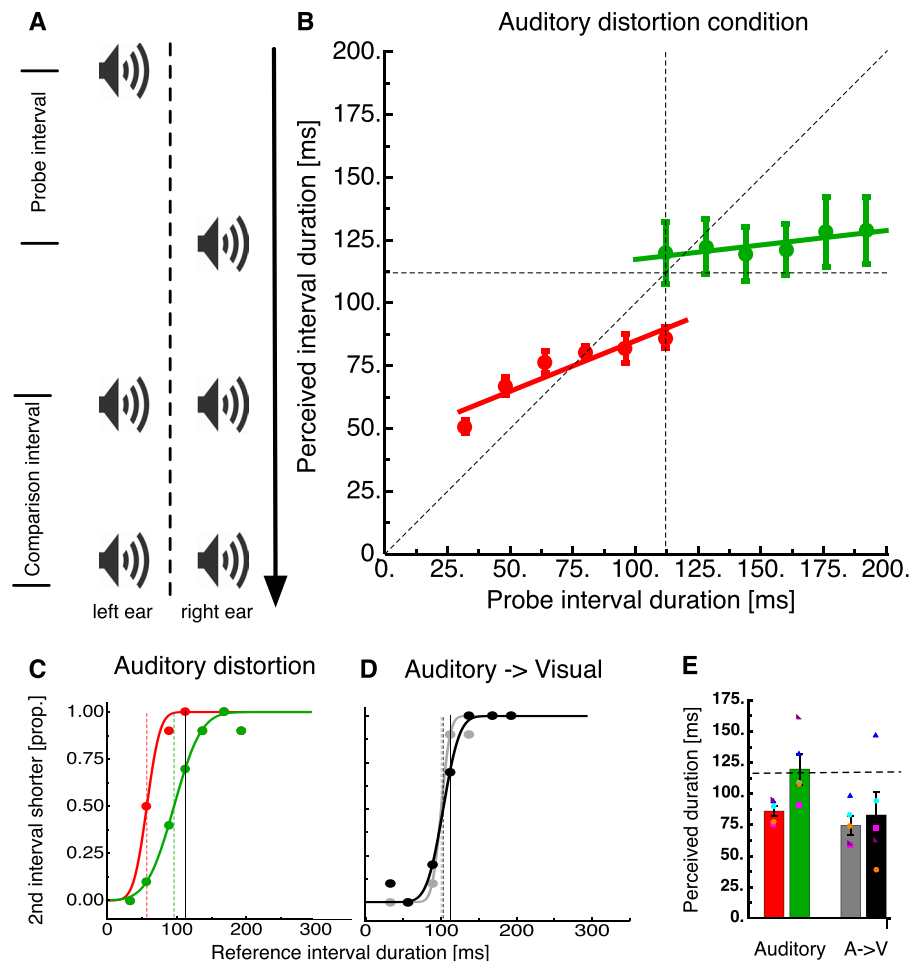 A
Probe interval
Comparison interval
left ear
right ear
B
Auditory distortion condition
Perceived interval duration [ms]
200.
175.
150.
125.
100.
75.
50.
25.
0.
0. 25. 50. 75. 100. 125. 150. 175. 200.
Probe interval duration [ms]
C
Auditory distortion
2nd interval shorter [prop.]
1.00
0.75
0.50
0.25
0.00
0 100 200 300
D
Auditory -> Visual
0 100 200 300
Reference interval duration [ms]
E
Perceived duration [ms]
175.
150.
125.
100.
75.
50.
25.
0.
Auditory
A->V